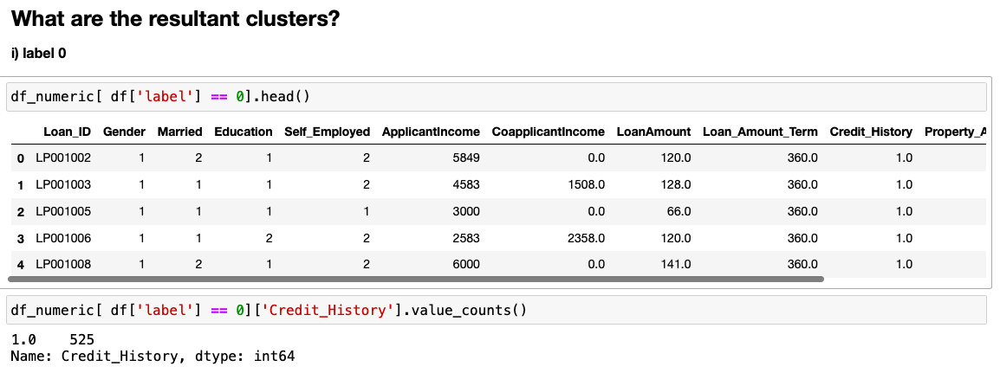 What are the resultant clusters?
i) label 0
df_numeric[ df['label'] == 0].head()
Loan_ID Gender Married Education Self_Employed ApplicantIncome CoapplicantIncome LoanAmount Loan_Amount_Term Credit_History Property_A
0 LP001002 1 2 1 2 5849 0.0 120.0 360.0 1.0
1 LP001003 1 1 1 2 4583 1508.0 128.0 360.0 1.0
2 LP001005 1 1 1 1 3000 0.0 66.0 360.0 1.0
3 LP001006 1 1 2 2 2583 2358.0 120.0 360.0 1.0
4 LP001008 1 2 1 2 6000 0.0 141.0 360.0 1.0
df_numeric[ df['label'] == 0]['Credit_History'].value_counts()
1.0 525
Name: Credit_History, dtype: int64